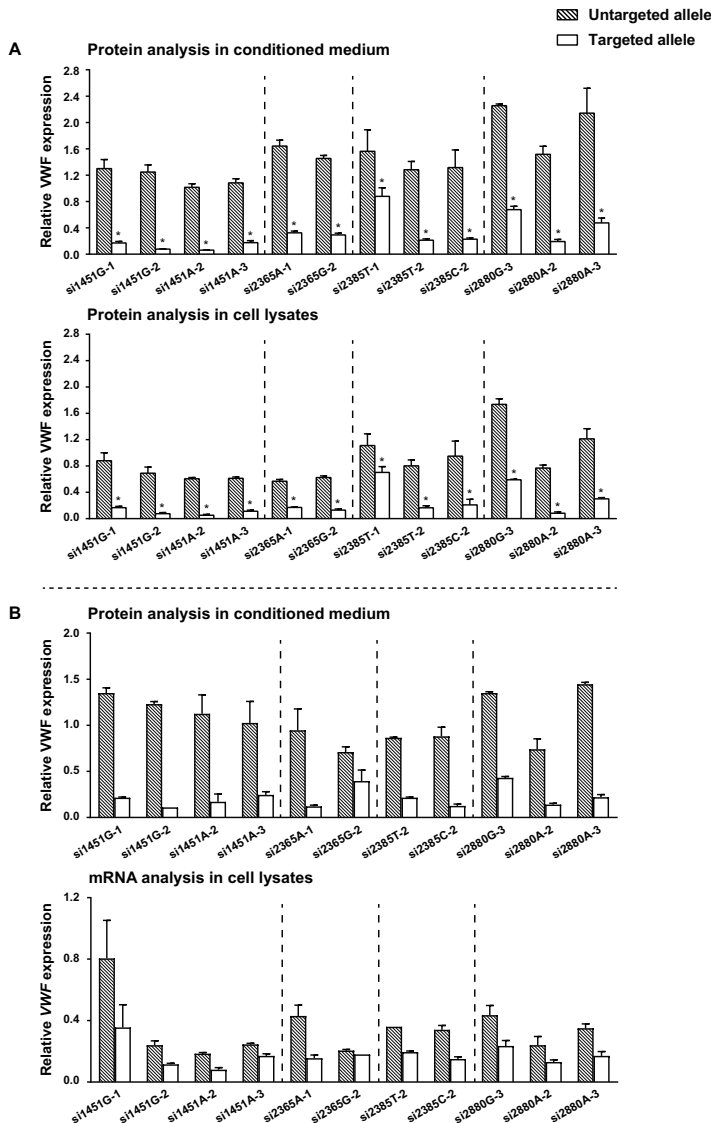 Untargeted allele
Targeted allele
A
Protein analysis in conditioned medium
Relative VWF expression
2.8
2.4
2.0
1.6
1.2
0.8
0.4
0.0
* * * * * * * * * * * *
si1451G-1 si1451G-2 si1451A-2 si1451A-3 si2365A-1 si2365G-2 si2385T-1 si2385T-2 si2385C-2 si2880G-3 si2880A-2 si2880A-3
Protein analysis in cell lysates
Relative VWF expression
2.8
2.4
2.0
1.6
1.2
0.8
0.4
0.0
* * * * * * * * * * * *
si1451G-1 si1451G-2 si1451A-2 si1451A-3 si2365A-1 si2365G-2 si2385T-1 si2385T-2 si2385C-2 si2880G-3 si2880A-2 si2880A-3
B
Protein analysis in conditioned medium
Relative VWF expression
2.0
1.5
1.0
0.5
0.0
si1451G-1 si1451G-2 si1451A-2 si1451A-3 si2365A-1 si2365G-2 si2385T-2 si2385C-2 si2880G-3 si2880A-2 si2880A-3
mRNA analysis in cell lysates
Relative VWF expression
1.2
0.8
0.4
0.0
si1451G-1 si1451G-2 si1451A-2 si1451A-3 si2365A-1 si2365G-2 si2385T-2 si2385C-2 si2880G-3 si2880A-2 si2880A-3